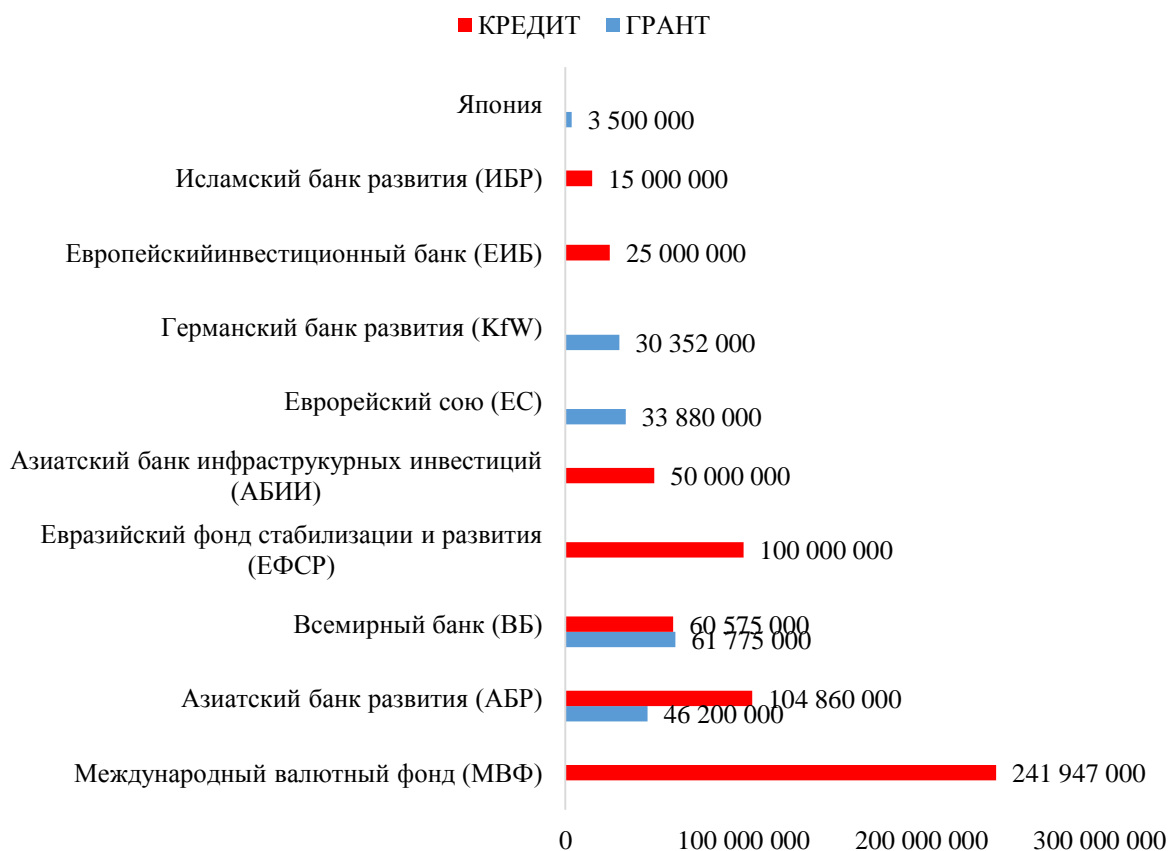 КРЕДИТ ГРАНТ
Япония
3 500 000
Исламский банк развития (ИБР)
15 000 000
Европейскийинвестиционный банк (ЕИБ)
25 000 000
Германский банк развития (KfW)
30 352 000
Еврорейский сою (ЕС)
33 880 000
Азиатский банк инфраструкурных инвестиций
(АБИИ)
50 000 000
Евразийский фонд стабилизации и развития
(ЕФСР)
100 000 000
Всемирный банк (ВБ)
60 575 000
61 775 000
Азиатский банк развития (АБР)
104 860 000
46 200 000
Международный валютный фонд (МВФ)
241 947 000
0 100 000 000 200 000 000 300 000 000